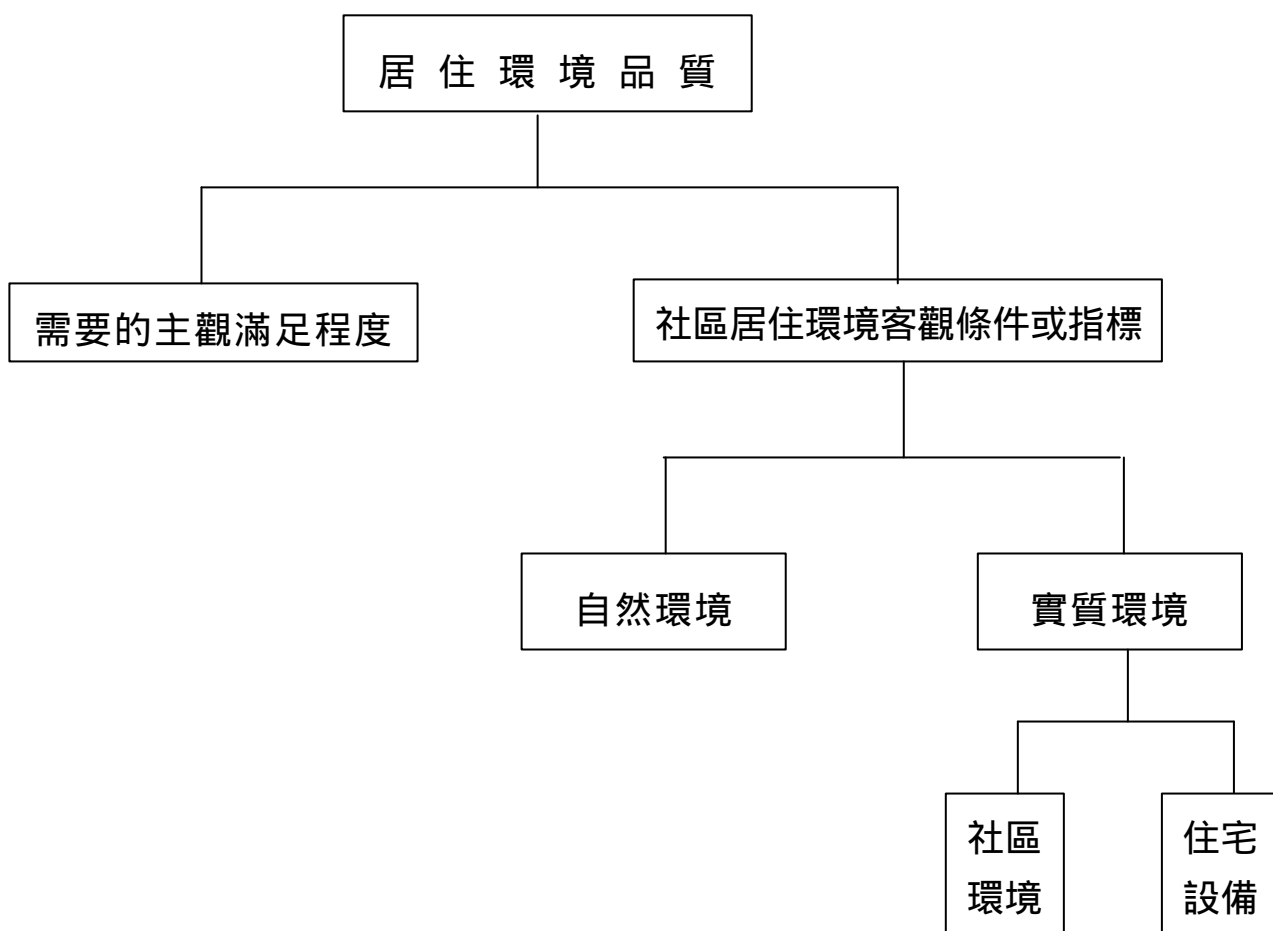 居住環境品質
需要的主觀滿足程度
社區居住環境客觀條件或指標
自然環境
實質環境
社區
環境
住宅
設備